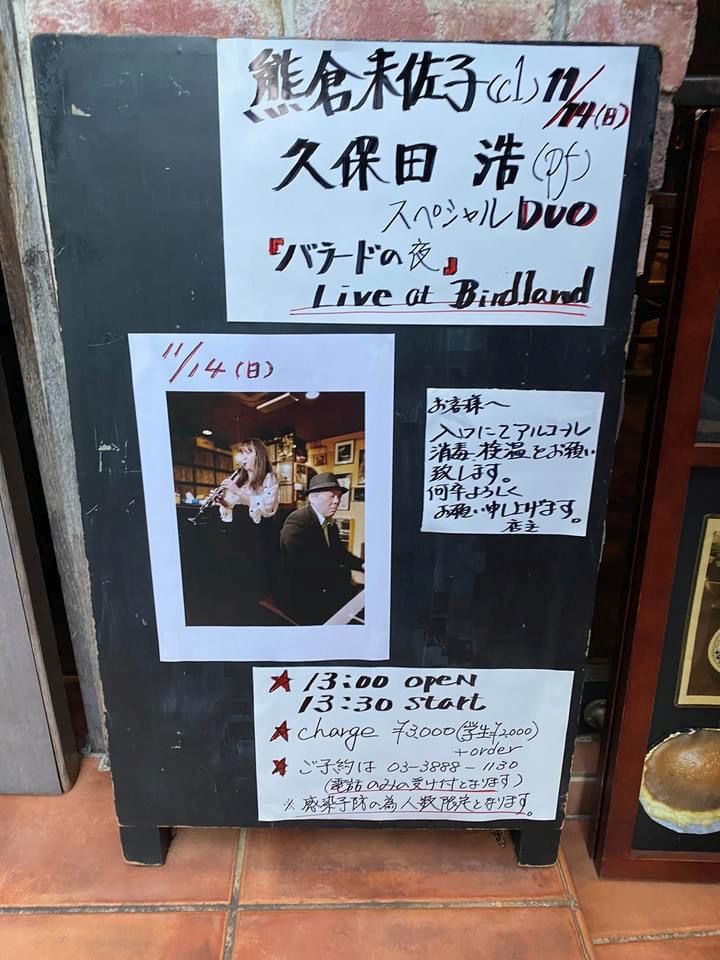 熊倉未佐子(cl) 11/14(日)
久保田 浩(pf)
スペシャルDUO
『バラードの夜』
Live at Birdland
11/14(日)
お客様へ
入口にてアルコール
消毒、検温をお願い
致します。
何卒よろしく
お願い申し上げます。
店主
★ 13:00 open
13:30 start
★ charge ¥3,000(学生¥2,000)
+order
★ ご予約は 03-3888-1130
(電話のみの受け付となります)
※感染予防の為人数限定となります。